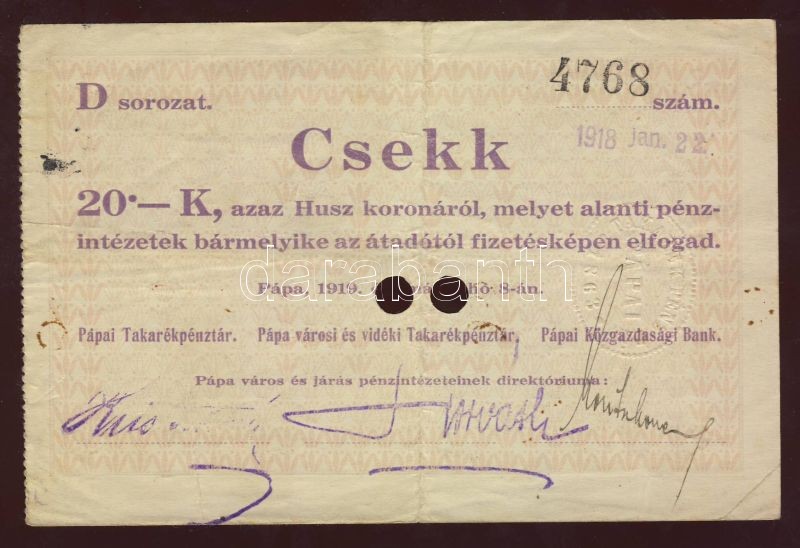 4768
D sorozat. szám.
1918 Jan. 22
Csekk
20·— K, azaz Husz koronáról, melyet alanti pénz-
intézetek bármelyike az átadótól fizetésképen elfogad.
darabanth
Pápa, 1919. hó 8-án.
Pápai Takarékpénztár. Pápa városi és vidéki Takarékpénztár, Pápai Közgazdasági Bank.
Pápa város és járás pénzintézeteinek direktóriuma: